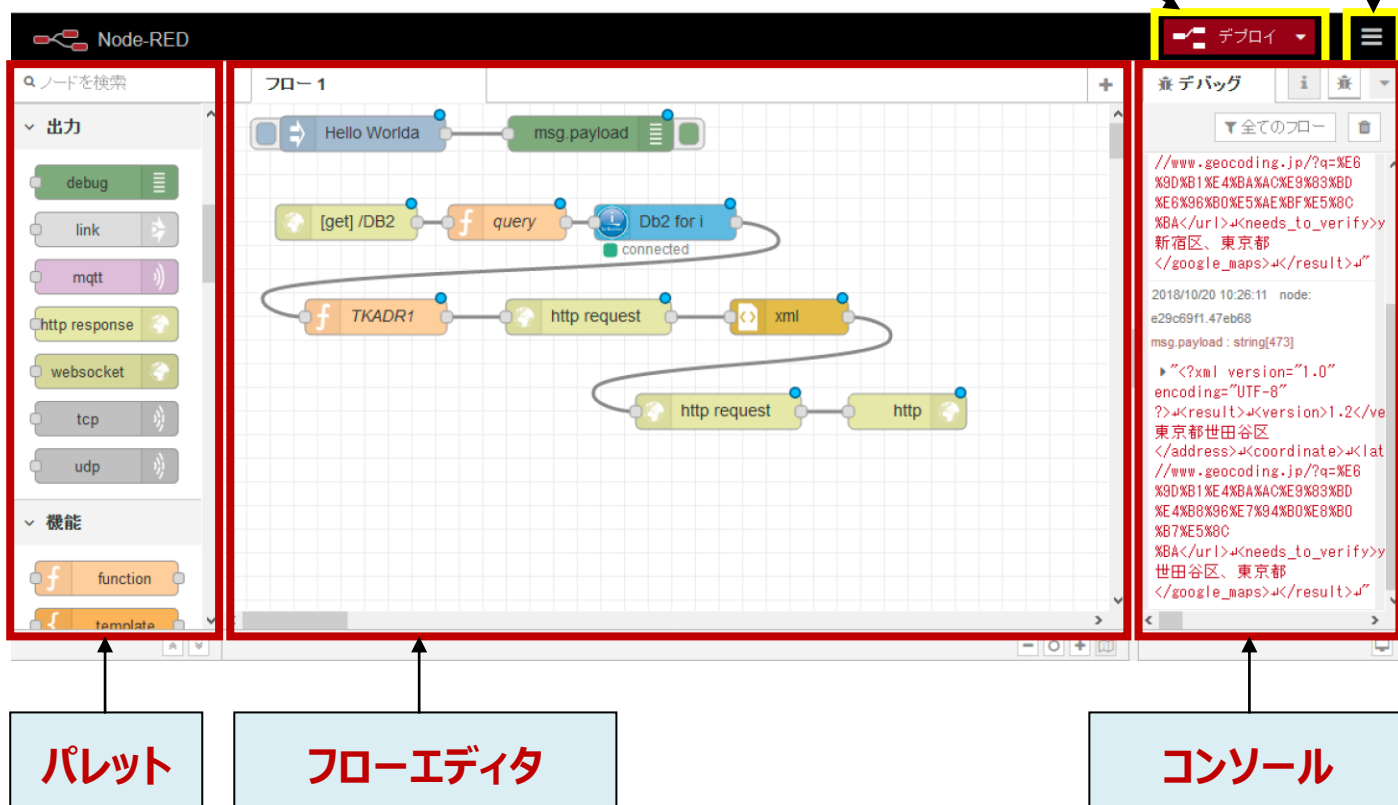 Node-RED
デプロイ
ノードを検索
出力
debug
link
mqtt
http response
websocket
tcp
udp
機能
function
template
フロー 1
Hello Worlda
msg.payload
[get] /DB2
query
Db2 for i
connected
TKADR1
http request
xml
http request
http
デバッグ
i
全てのフロー
//www.geocoding.jp/?q=%E6
%9D%B1%E4%BA%AC%E9%83%BD
%E6%96%B0%E5%AE%BF%E5%8C
%BA</url>↵<needs_to_verify>y
新宿区、東京都
</google_maps>↵</result>↵"
2018/10/20 10:26:11 node:
e29c69f1.47eb68
msg.payload : string[473]
"<?xml version="1.0"
encoding="UTF-8"
?>↵<result>↵<version>1.2</ve
東京都世田谷区
</address>↵<coordinate>↵<lat
//www.geocoding.jp/?q=%E6
%9D%B1%E4%BA%AC%E9%83%BD
%E4%B8%96%E7%94%B0%E8%B0
%B7%E5%8C
%BA</url>↵<needs_to_verify>y
世田谷区、東京都
</google_maps>↵</result>↵"
パレット
フローエディタ
コンソール